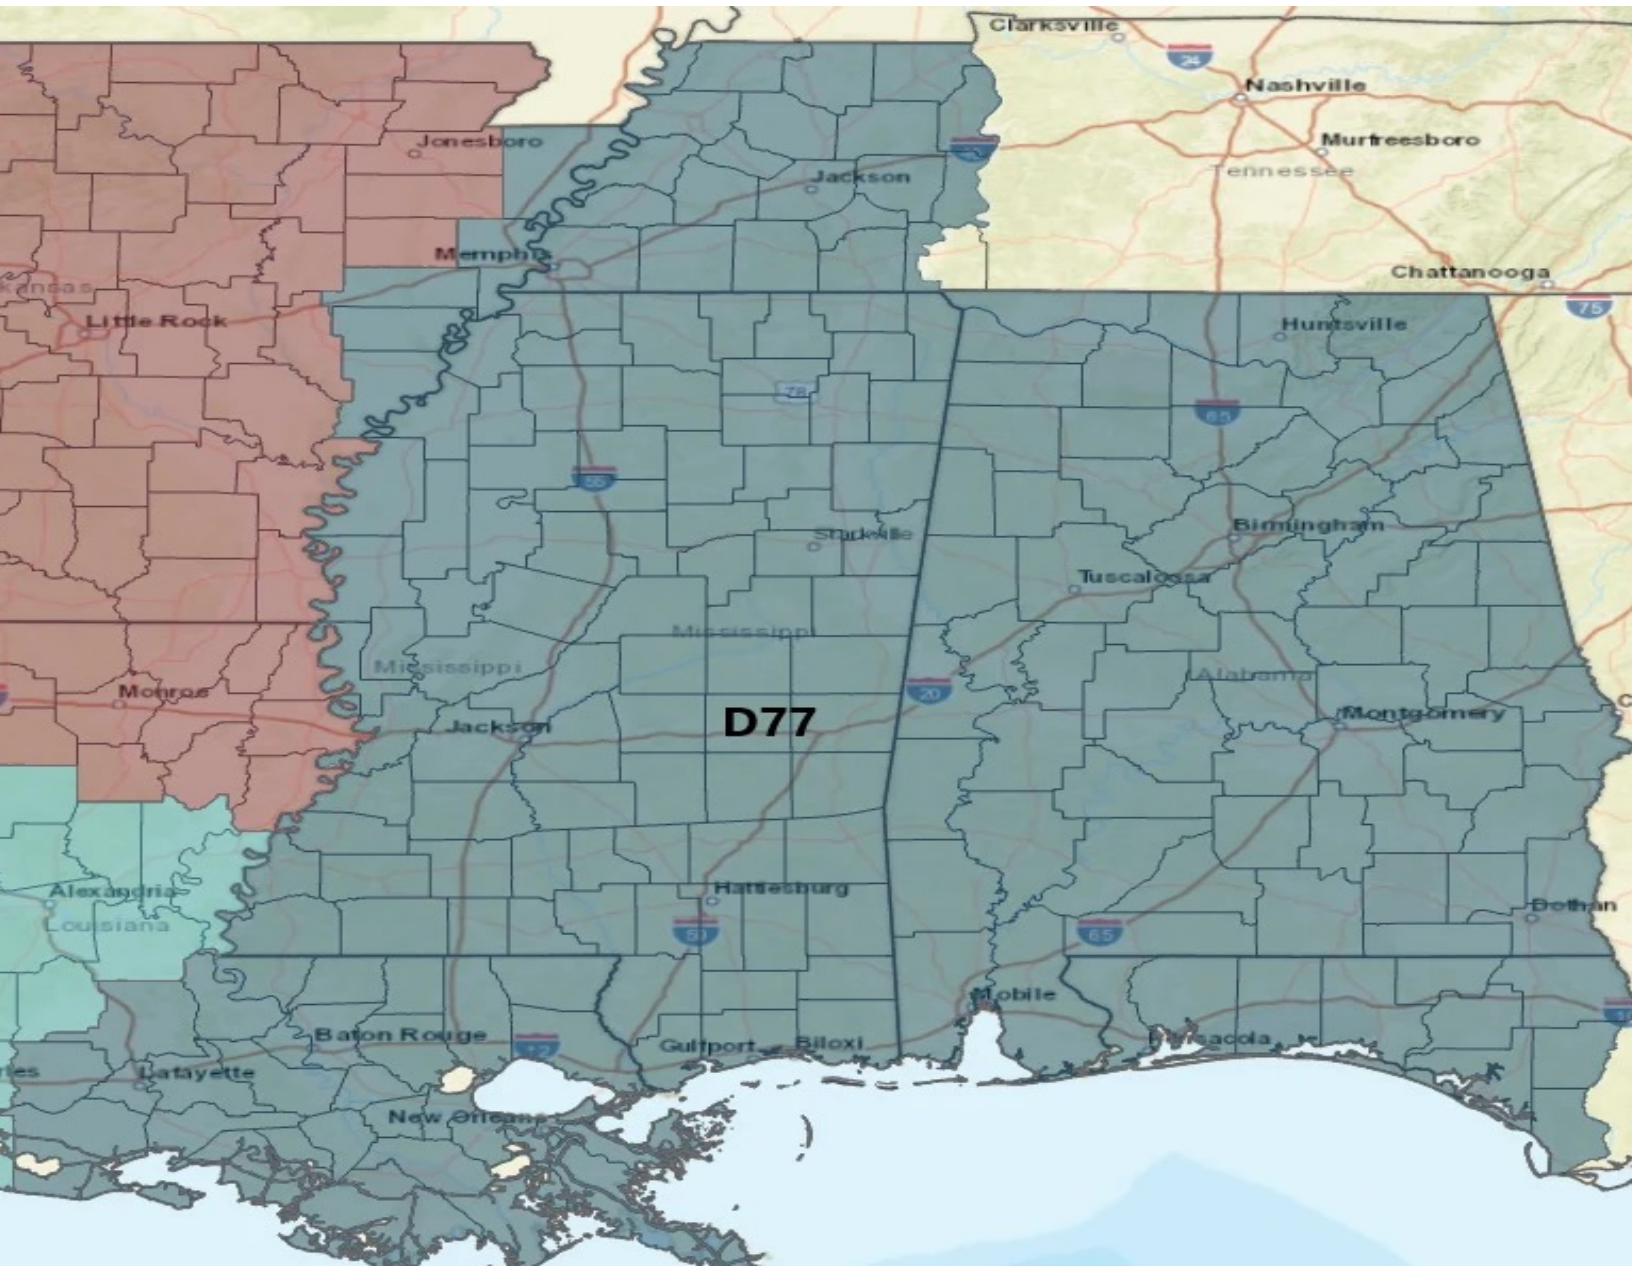 Clarksville
24
Nashville
Jonesboro
Murfreesboro
Tennessee
Jackson
Memphis
Chattanooga
75
kansas
Little Rock
Huntsville
78
65
55
Birmingham
Starkville
Tuscaloosa
Mississippi
Mississippi
Alabama
20
Monroe
D77
Jackson
Montgomery
Hattiesburg
Alexandria
Louisiana
Dothan
59
65
Mobile
Baton Rouge
Gulfport
Biloxi
Pensacola
12
rles
Lafayette
New Orleans